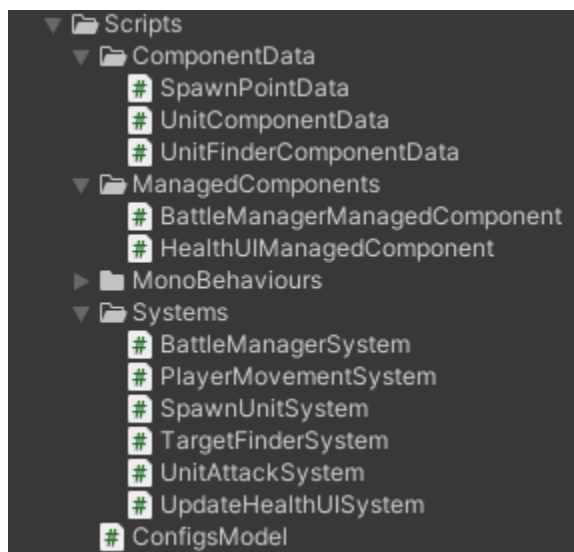 Scripts
ComponentData
# SpawnPointData
# UnitComponentData
# UnitFinderComponentData
ManagedComponents
# BattleManagerManagedComponent
# HealthUIManagedComponent
MonoBehaviours
Systems
# BattleManagerSystem
# PlayerMovementSystem
# SpawnUnitSystem
# TargetFinderSystem
# UnitAttackSystem
# UpdateHealthUISystem
# ConfigsModel